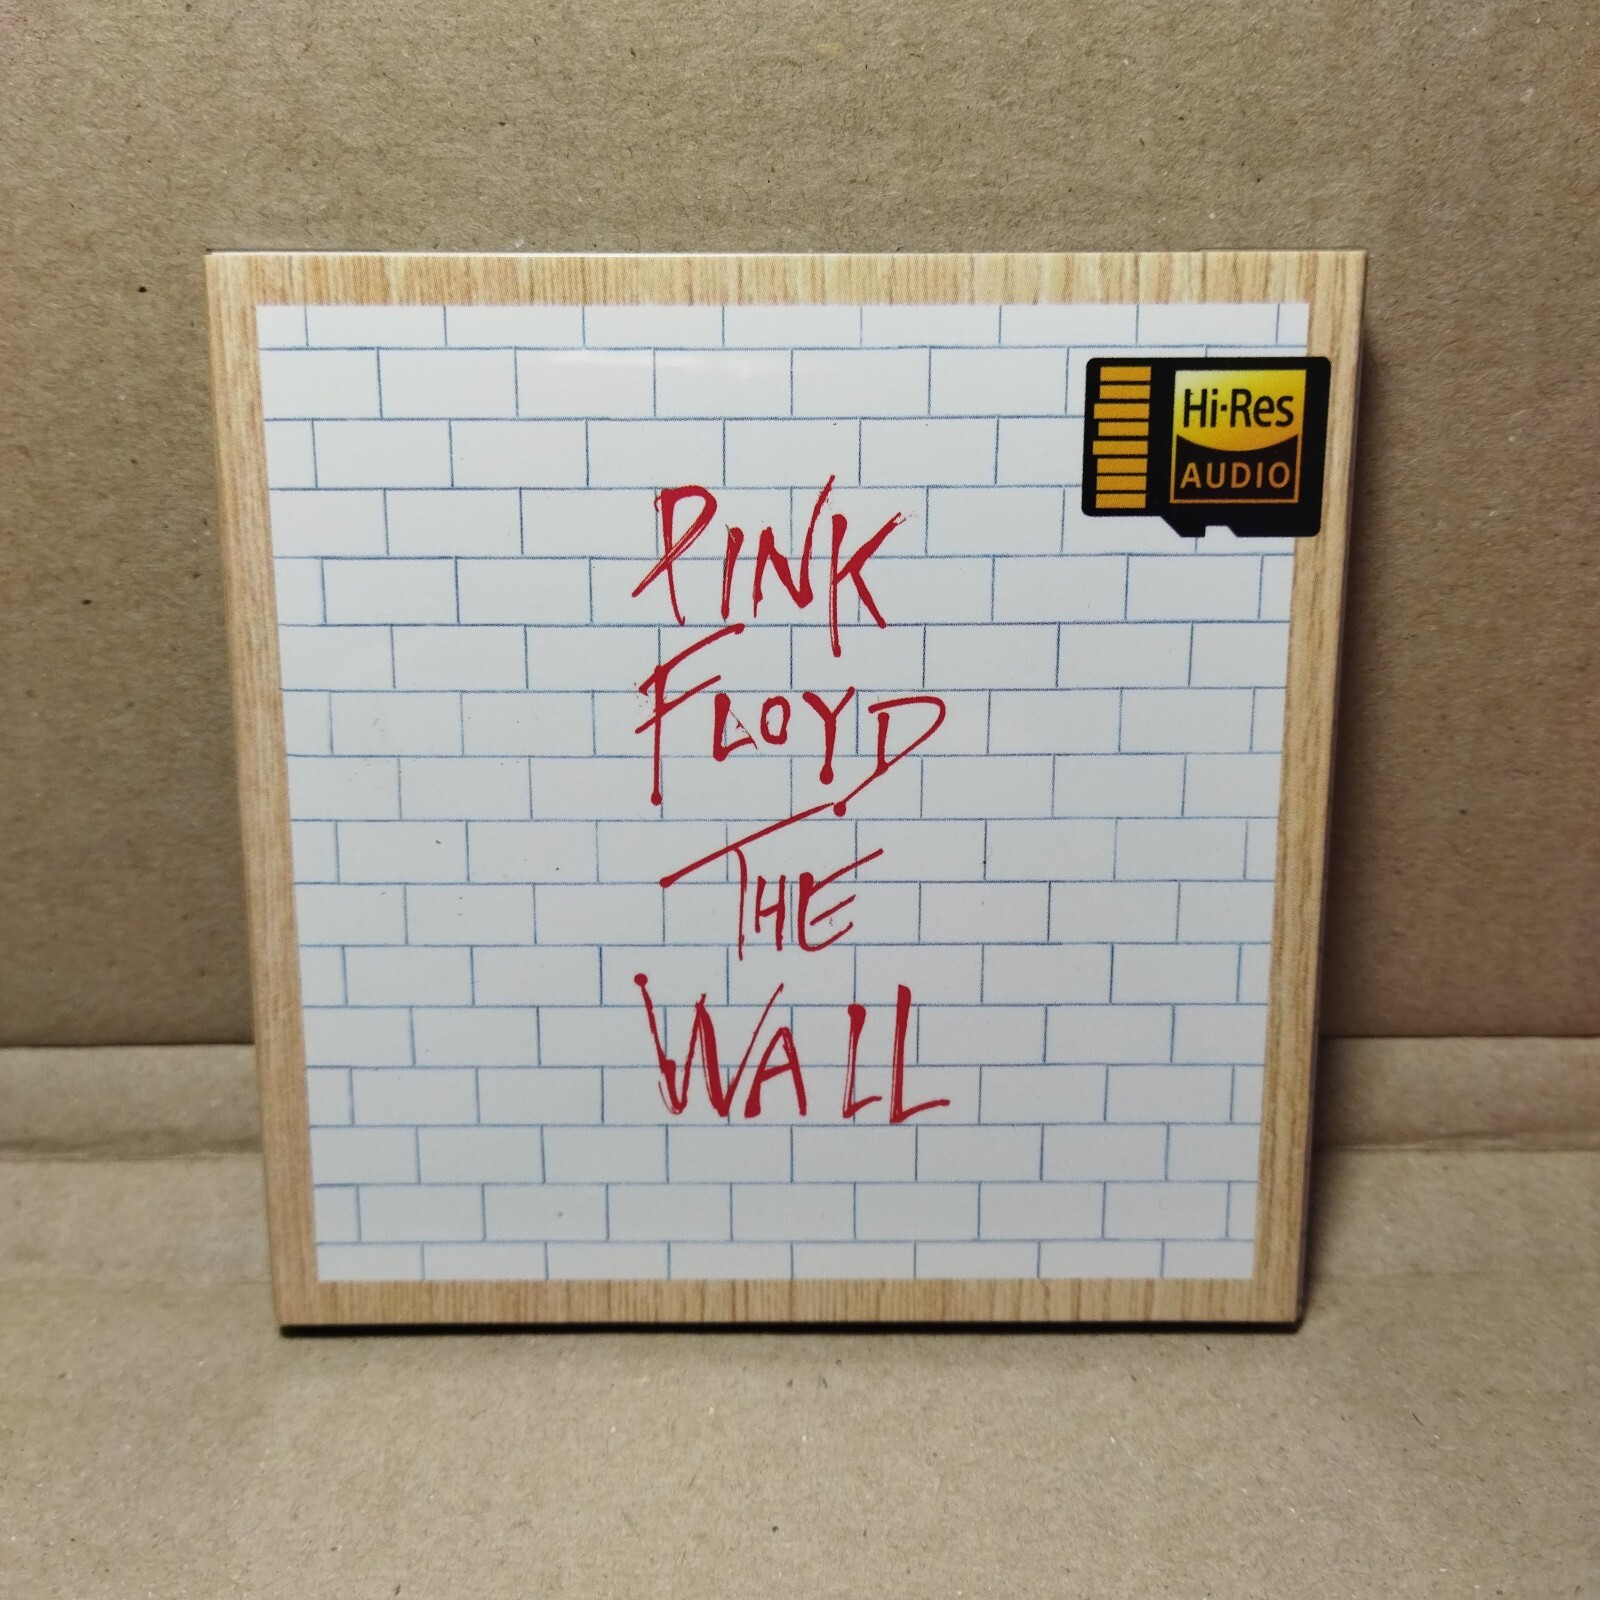 Hi-Res
AUDIO
PINK
FLOYD
THE
WALL